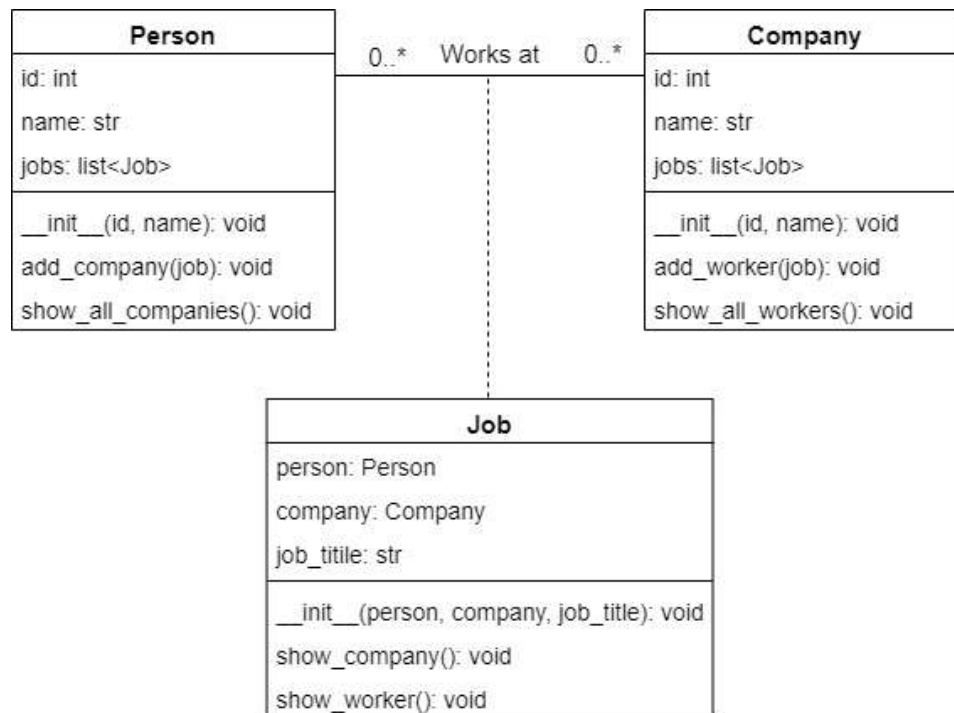 Person
id: int
name: str
jobs: list<Job>
__init__(id, name): void
add_company(job): void
show_all_companies(): void
0..* Works at 0..*
Company
id: int
name: str
jobs: list<Job>
__init__(id, name): void
add_worker(job): void
show_all_workers(): void
Job
person: Person
company: Company
job_titile: str
__init__(person, company, job_title): void
show_company(): void
show_worker(): void